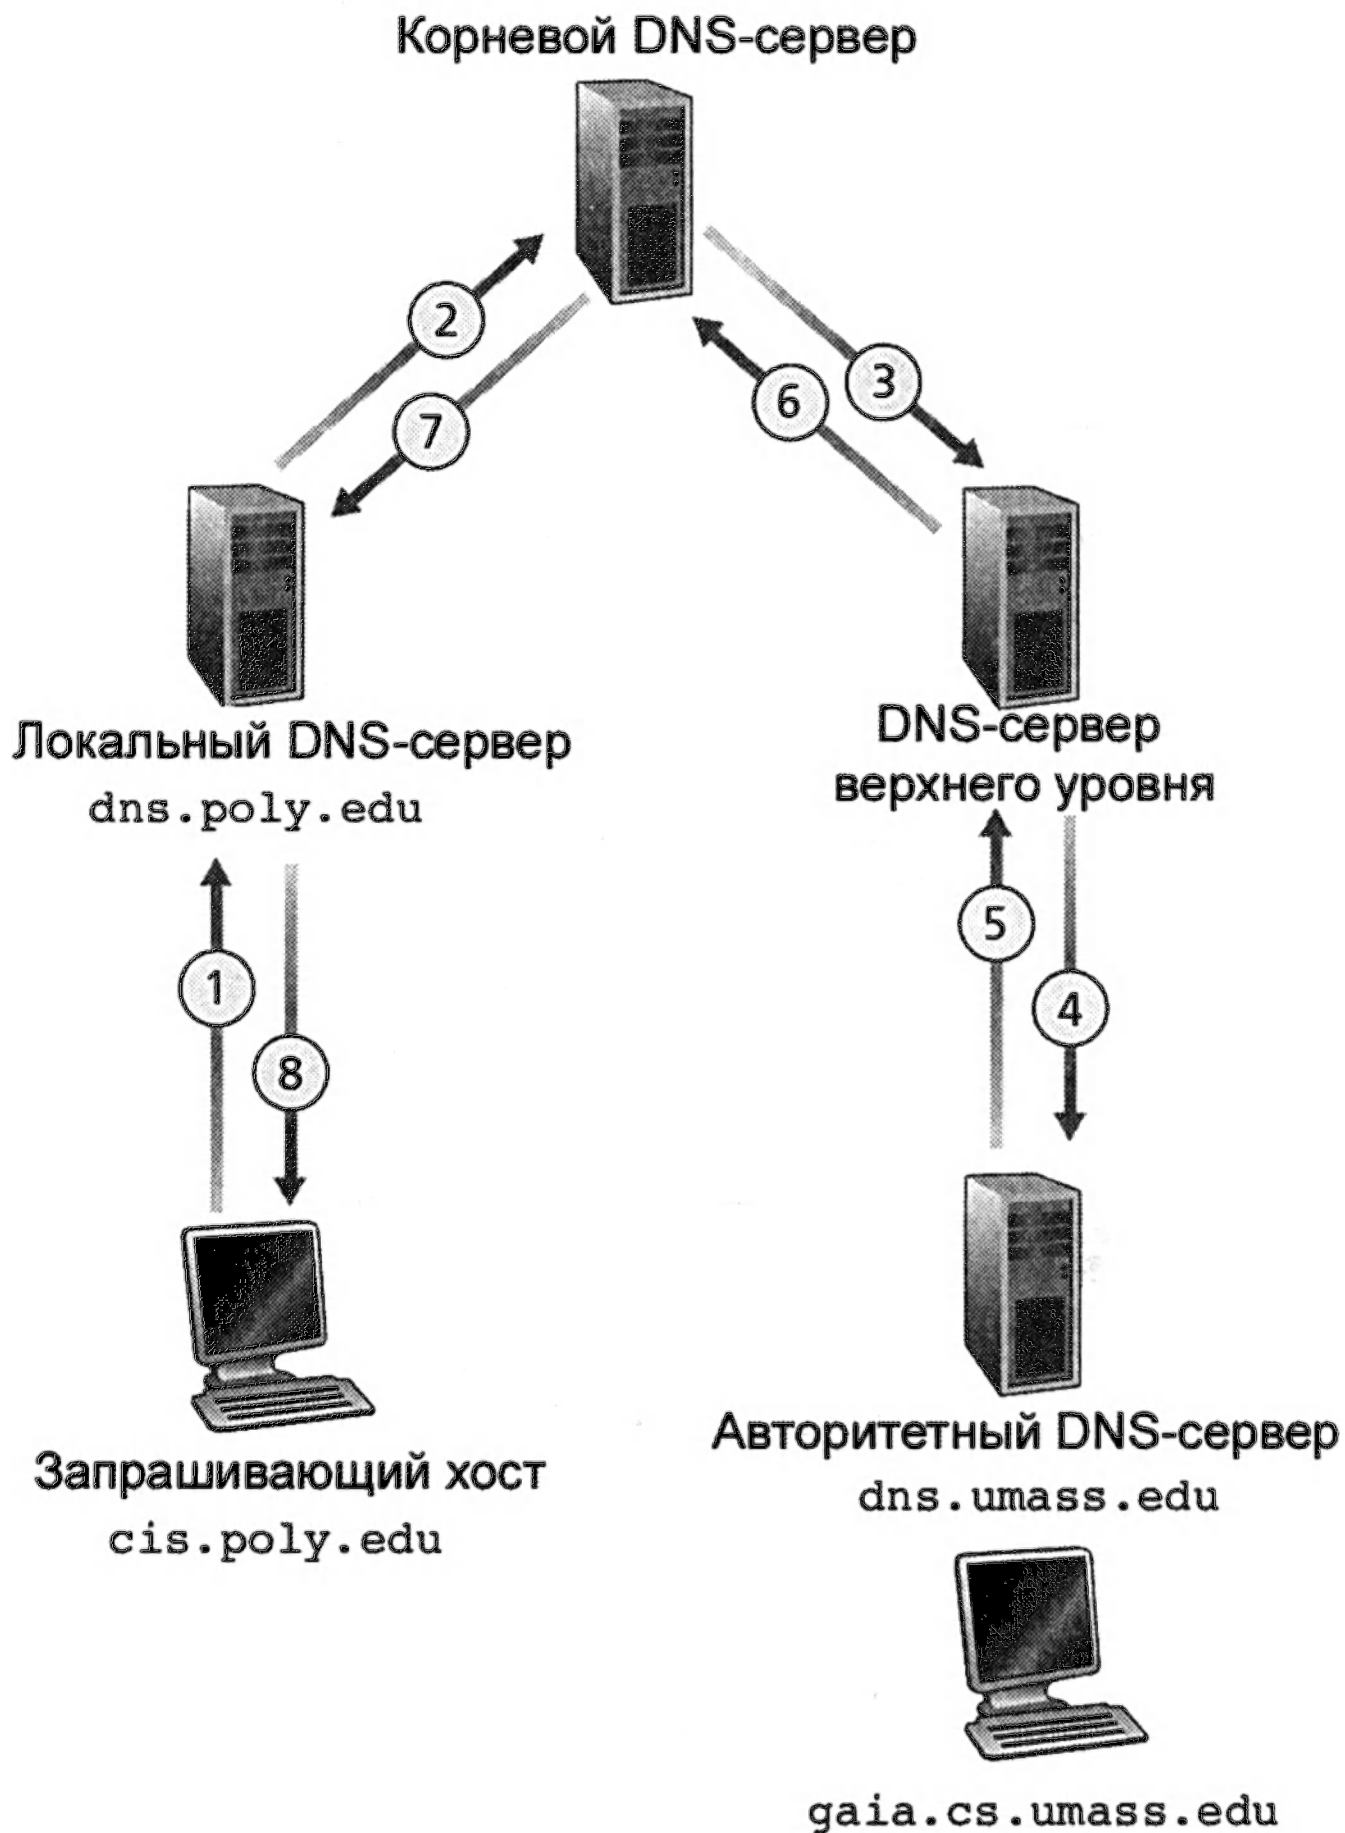 Корневой DNS-сервер
2
7
3
6
Локальный DNS-сервер
dns.poly.edu
DNS-сервер
верхнего уровня
1
8
5
4
Запрашивающий хост
cis.poly.edu
Авторитетный DNS-сервер
dns.umass.edu
gaia.cs.umass.edu